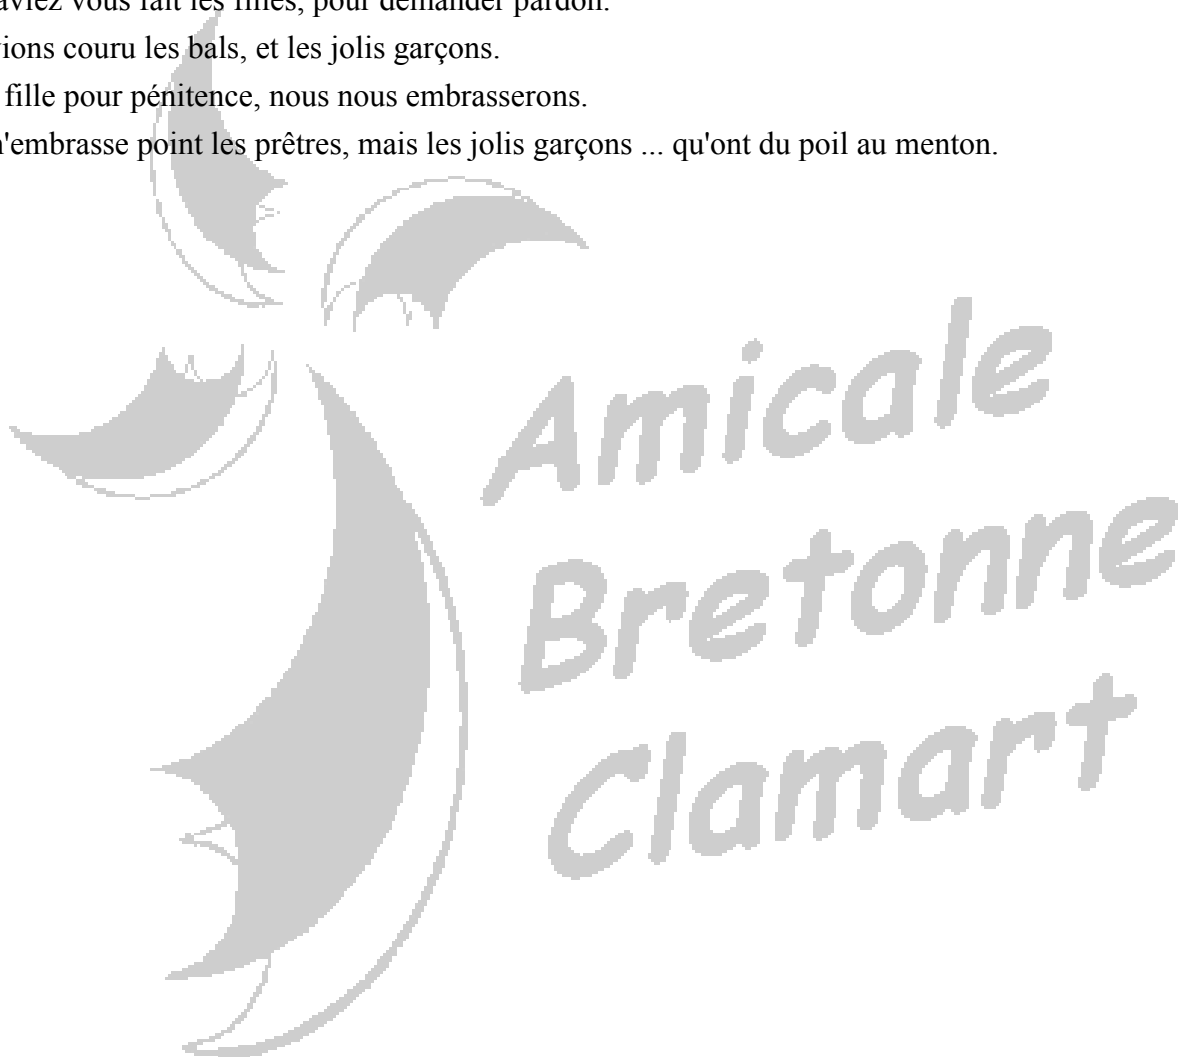 aviez vous fait les filles, pour demander pardon.
ions couru les bals, et les jolis garçons.
fille pour pénitence, nous nous embrasserons.
n'embrasse point les prêtres, mais les jolis garçons ... qu'ont du poil au menton.
Amicale
Bretonne
Clamart